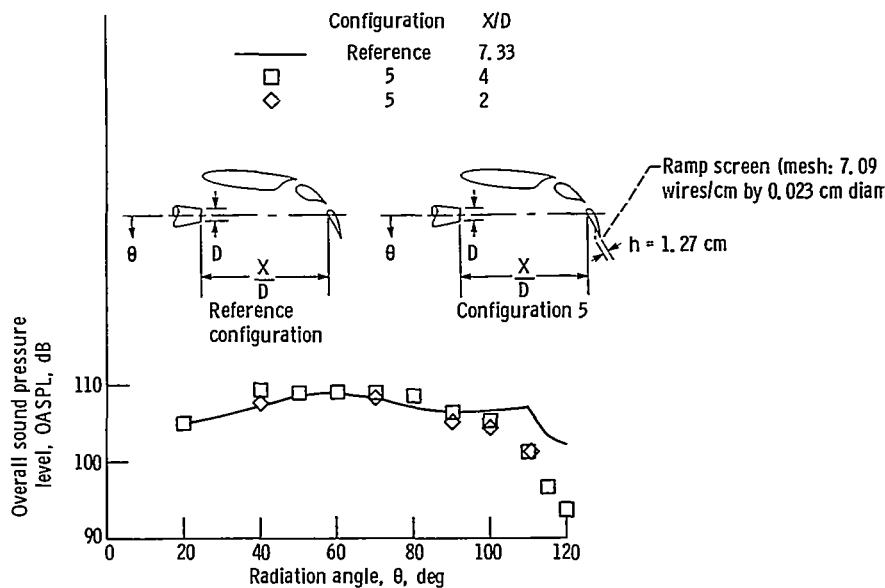 Configuration X/D
Reference 7.33
5 4
5 2
Ramp screen (mesh: 7.09
wires/cm by 0.023 cm diam
h = 1.27 cm
θ D X/D
Reference
configuration
θ D X/D
Configuration 5
Overall sound pressure
level, OASPL, dB
110
100
90
0 20 40 60 80 100 120
Radiation angle, θ, deg